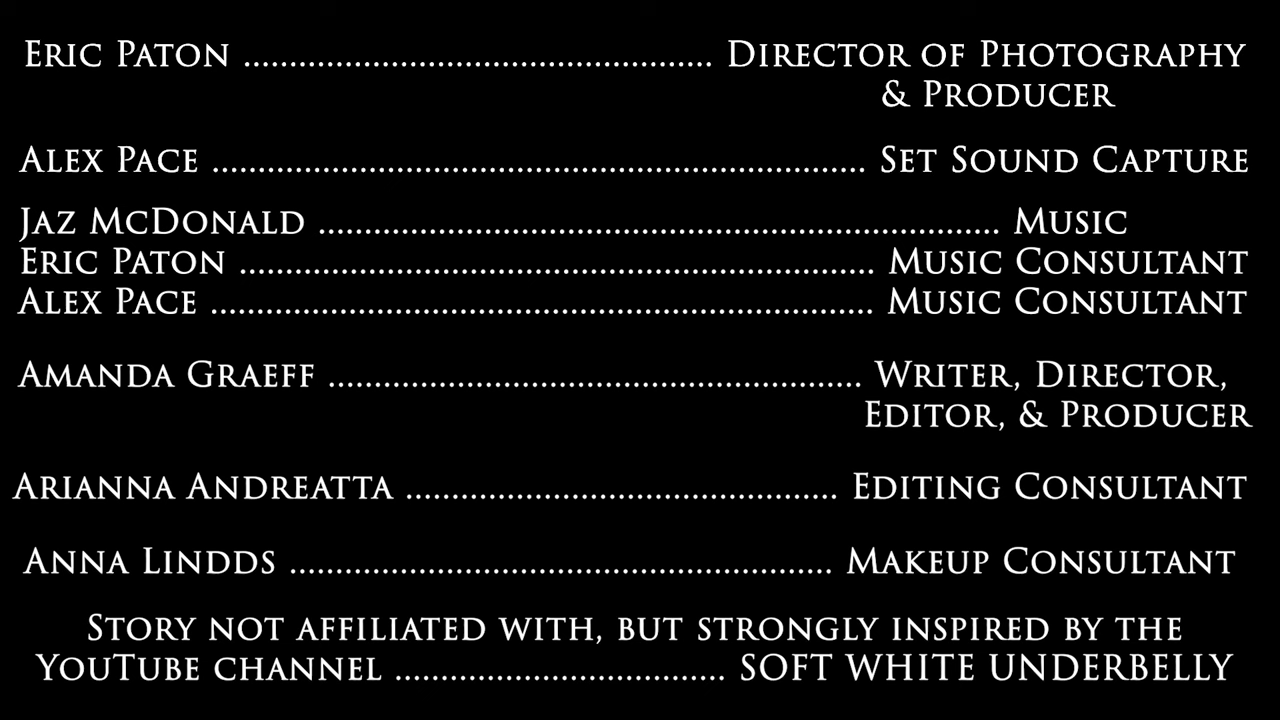 Eric Paton ................................................ Director of Photography
& Producer
Alex Pace ................................................................... Set Sound Capture
Jaz McDonald ..................................................................... Music
Eric Paton ................................................................. Music Consultant
Alex Pace .................................................................... Music Consultant
Amanda Graeff ...................................................... Writer, Director,
Editor, & Producer
Arianna Andreatta ............................................ Editing Consultant
Anna Lindds ........................................................ Makeup Consultant
Story not affiliated with, but strongly inspired by the
YouTube channel .................................. SOFT WHITE UNDERBELLY